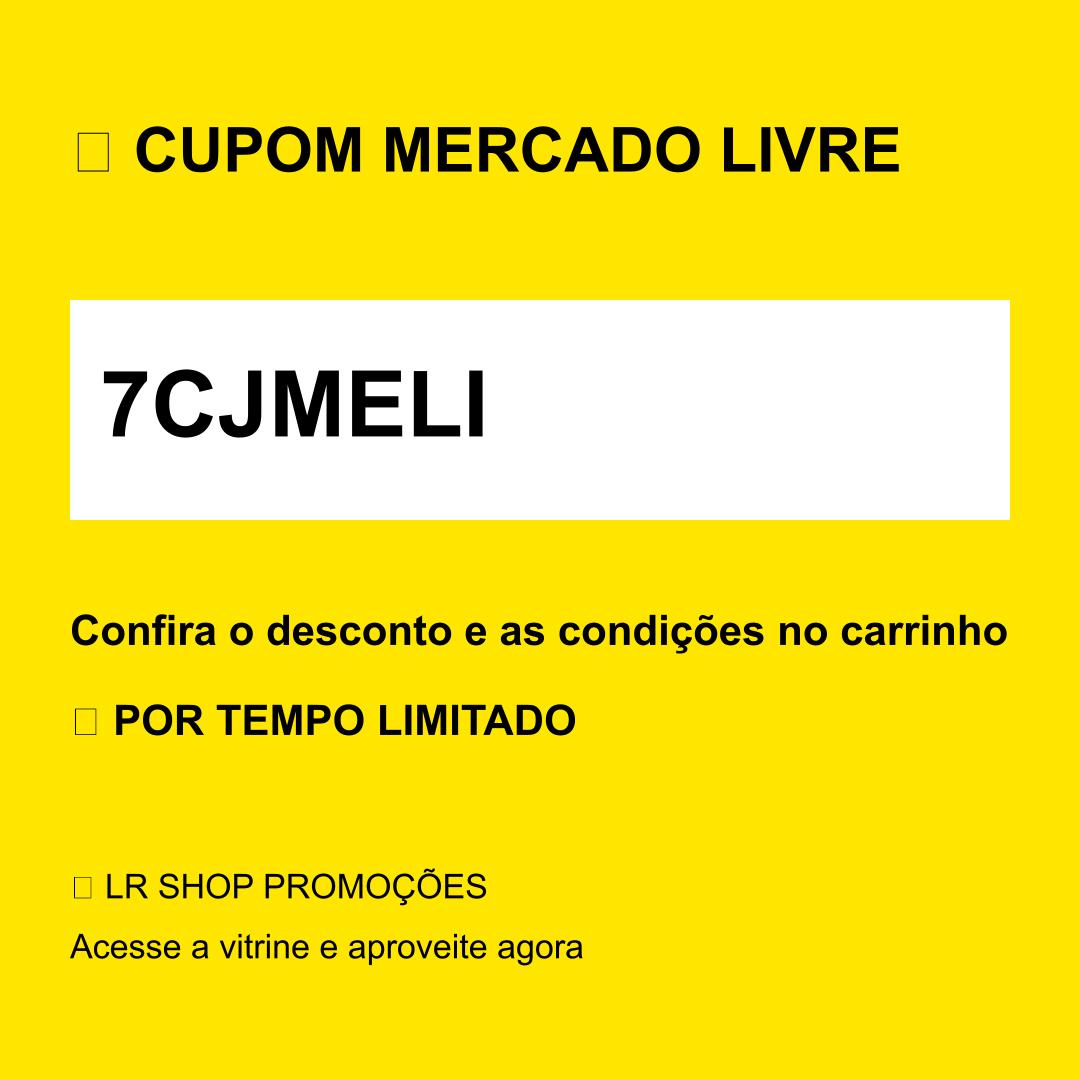 CUPOM MERCADO LIVRE
7CJMELI
Confira o desconto e as condições no carrinho
POR TEMPO LIMITADO
LR SHOP PROMOÇÕES
Acesse a vitrine e aproveite agora